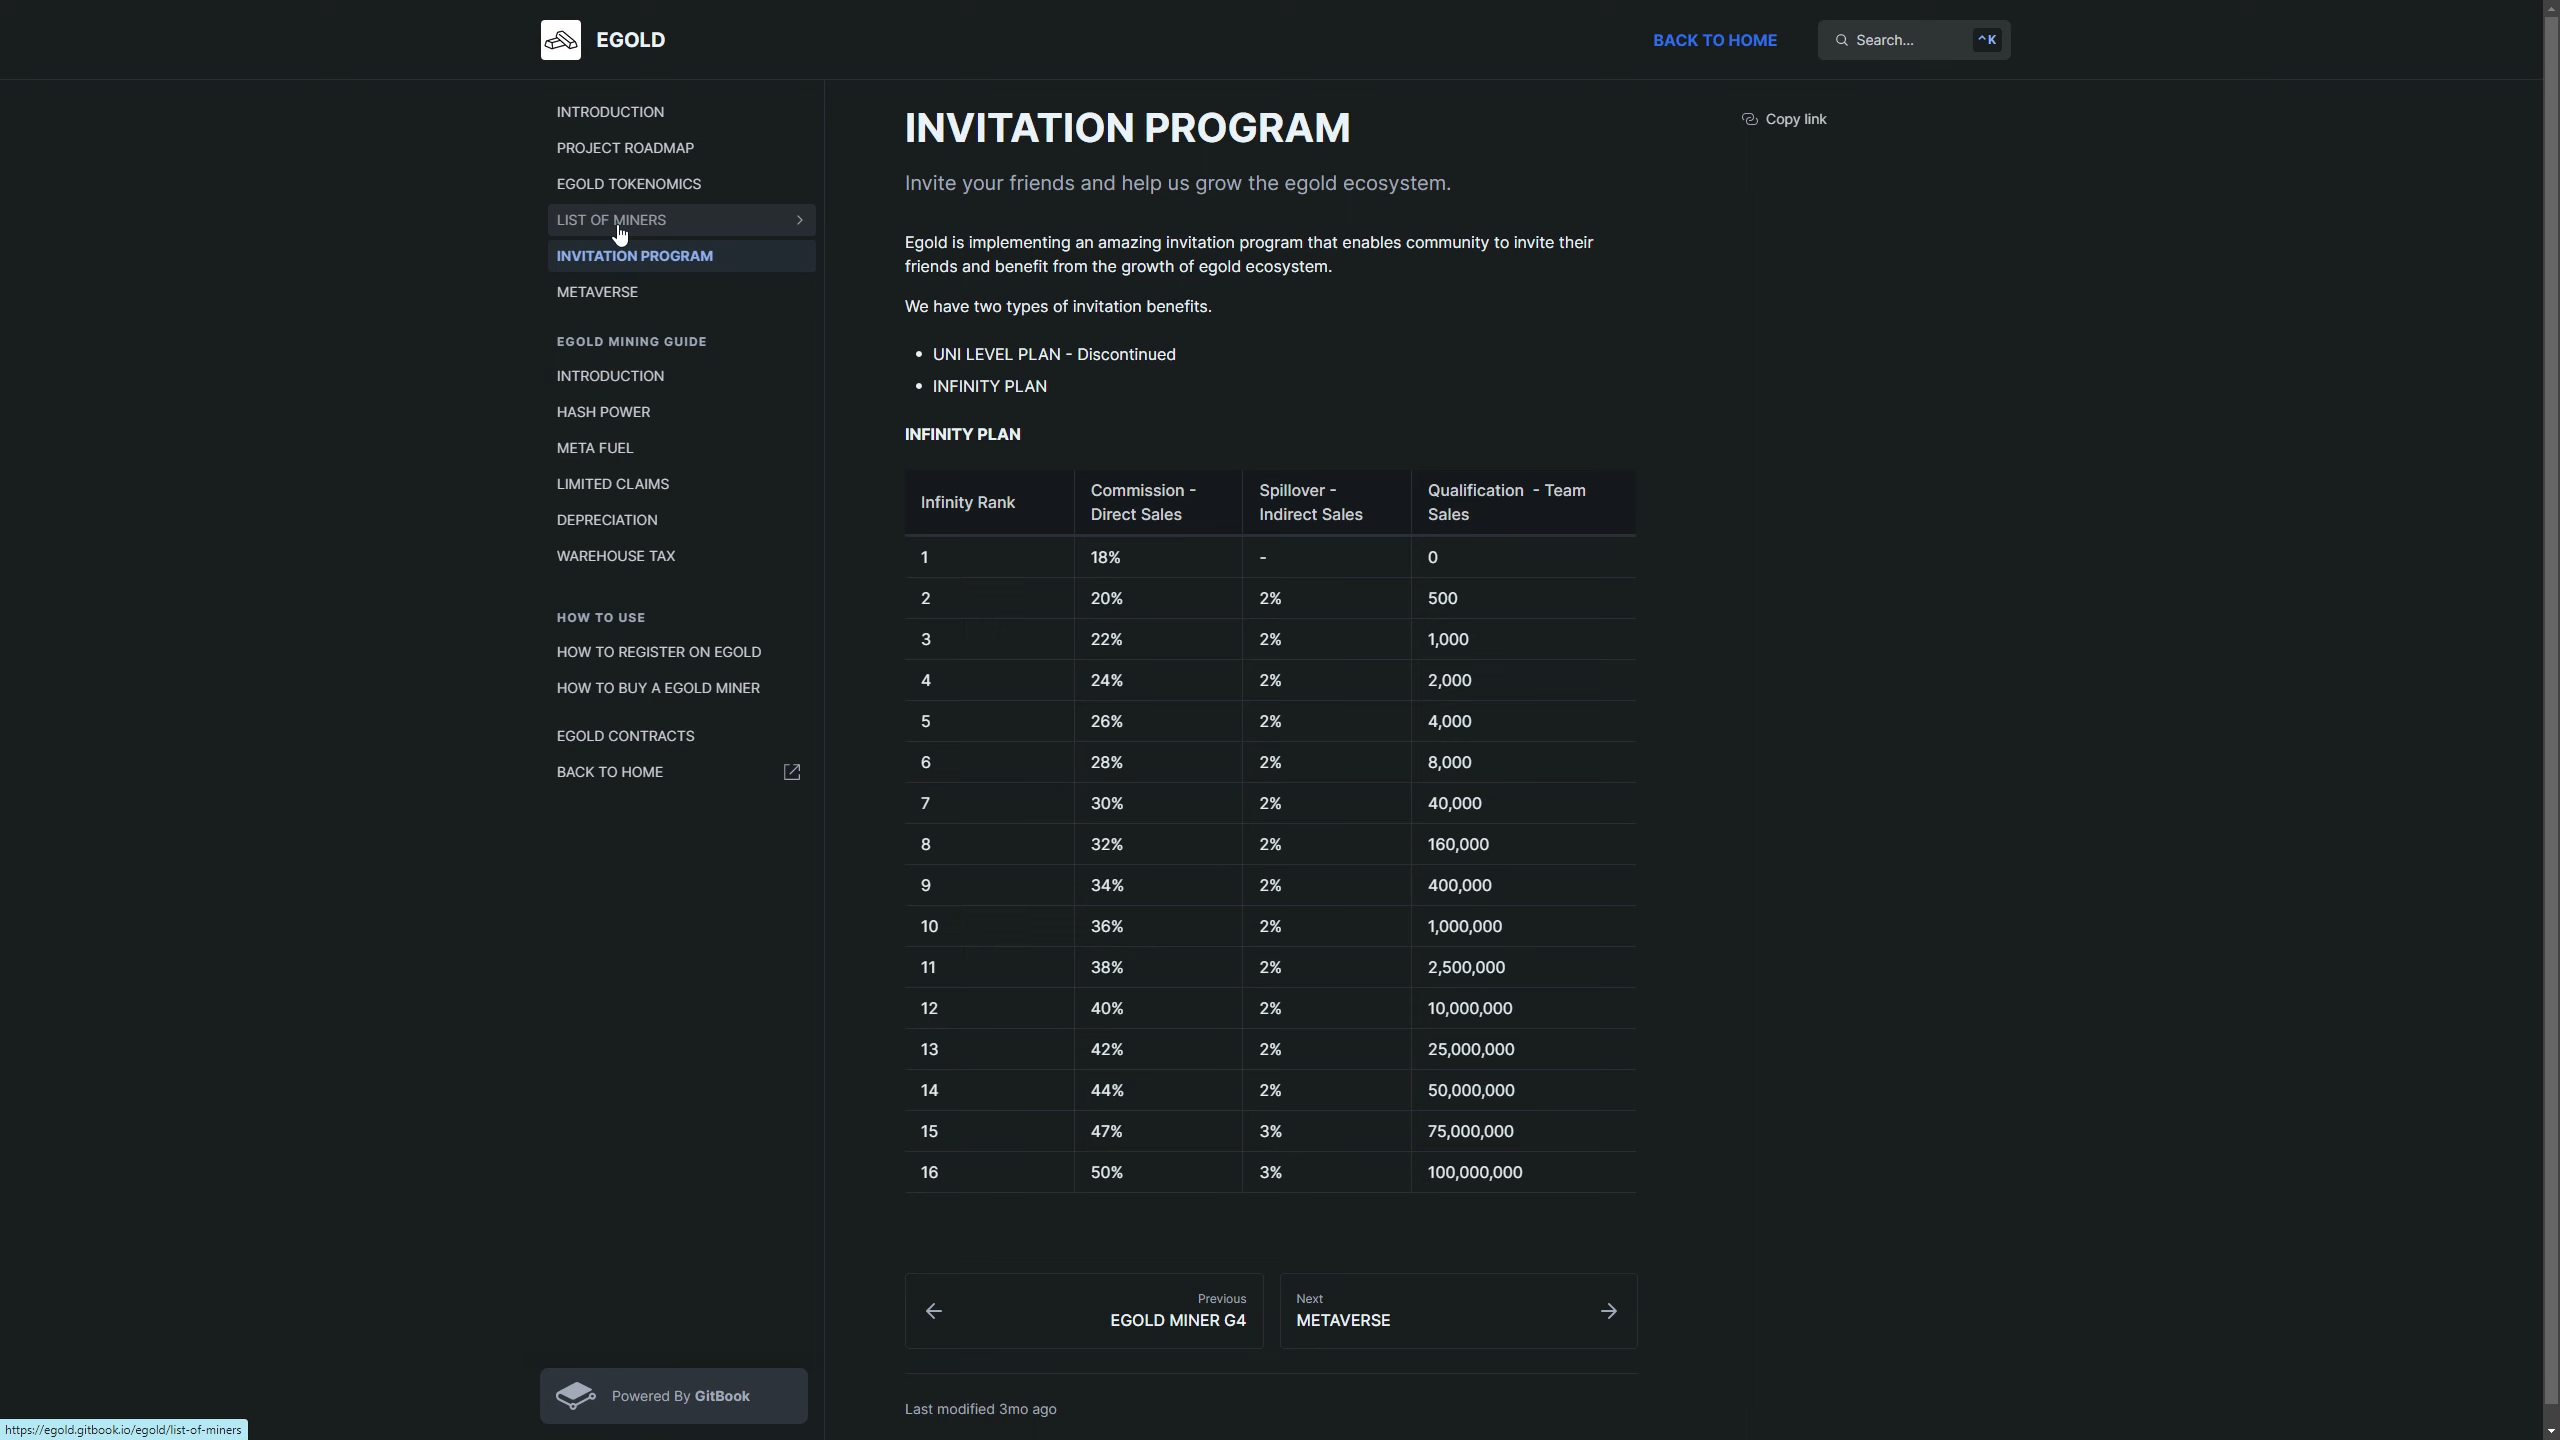 EGOLD
BACK TO HOME
Search...
^K
INTRODUCTION
PROJECT ROADMAP
EGOLD TOKENOMICS
LIST OF MINERS
INVITATION PROGRAM
METAVERSE
EGOLD MINING GUIDE
INTRODUCTION
HASH POWER
META FUEL
LIMITED CLAIMS
DEPRECIATION
WAREHOUSE TAX
HOW TO USE
HOW TO REGISTER ON EGOLD
HOW TO BUY A EGOLD MINER
EGOLD CONTRACTS
BACK TO HOME
Powered By GitBook
INVITATION PROGRAM
Copy link
Invite your friends and help us grow the egold ecosystem.
Egold is implementing an amazing invitation program that enables community to invite their
friends and benefit from the growth of egold ecosystem.
We have two types of invitation benefits.
• UNI LEVEL PLAN - Discontinued
• INFINITY PLAN
INFINITY PLAN
Infinity Rank
Commission -
Direct Sales
Spillover -
Indirect Sales
Qualification - Team
Sales
1 18% - 0
2 20% 2% 500
3 22% 2% 1,000
4 24% 2% 2,000
5 26% 2% 4,000
6 28% 2% 8,000
7 30% 2% 40,000
8 32% 2% 160,000
9 34% 2% 400,000
10 36% 2% 1,000,000
11 38% 2% 2,500,000
12 40% 2% 10,000,000
13 42% 2% 25,000,000
14 44% 2% 50,000,000
15 47% 3% 75,000,000
16 50% 3% 100,000,000
Previous
EGOLD MINER G4
Next
METAVERSE
Last modified 3mo ago
https://egold.gitbook.io/egold/list-of-miners